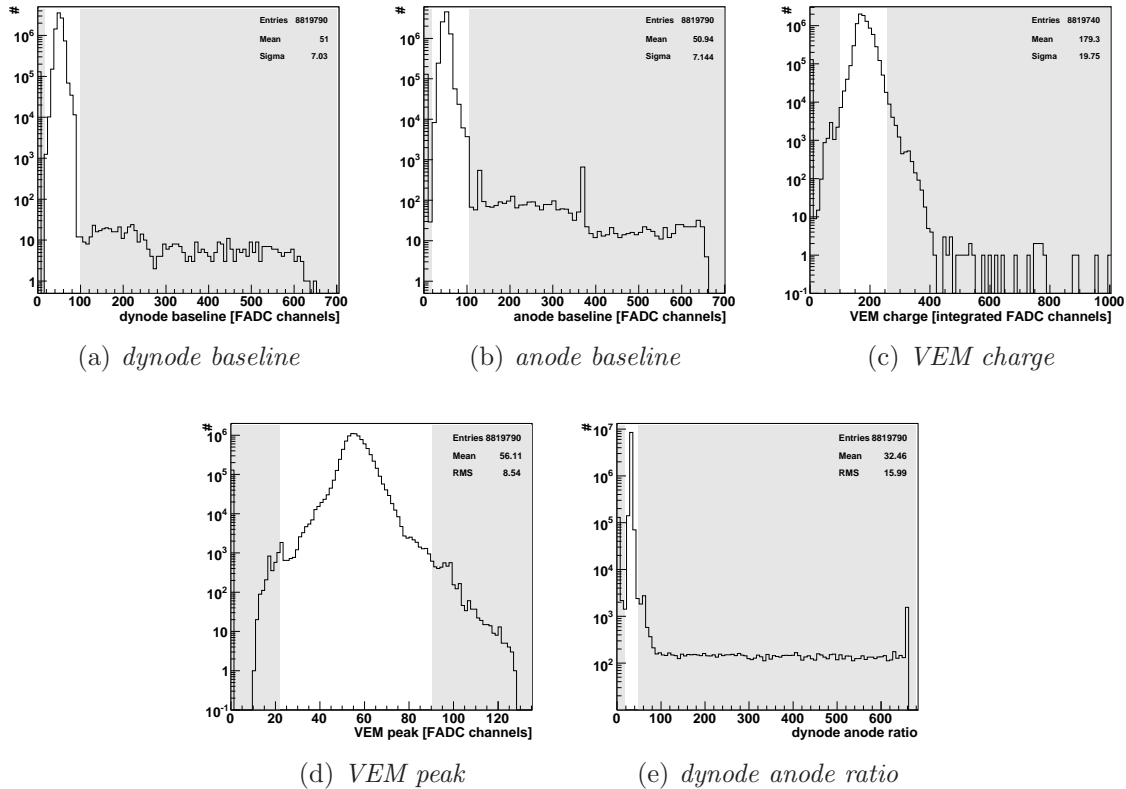 #
10^6
10^5
10^4
10^3
10^2
10
1
Entries 8819790
Mean 51
Sigma 7.03
0 100 200 300 400 500 600 700
dynode baseline [FADC channels]
(a) dynode baseline
#
10^6
10^5
10^4
10^3
10^2
10
1
Entries 8819790
Mean 50.94
Sigma 7.144
0 100 200 300 400 500 600 700
anode baseline [FADC channels]
(b) anode baseline
#
10^6
10^5
10^4
10^3
10^2
10
1
10^-1
Entries 8819740
Mean 179.3
Sigma 19.75
0 200 400 600 800 1000
VEM charge [integrated FADC channels]
(c) VEM charge
#
10^6
10^5
10^4
10^3
10^2
10
1
10^-1
Entries 8819790
Mean 56.11
RMS 8.54
0 20 40 60 80 100 120
VEM peak [FADC channels]
(d) VEM peak
#
10^7
10^6
10^5
10^4
10^3
10^2
Entries 8819790
Mean 32.46
RMS 15.99
0 100 200 300 400 500 600
dynode anode ratio
(e) dynode anode ratio